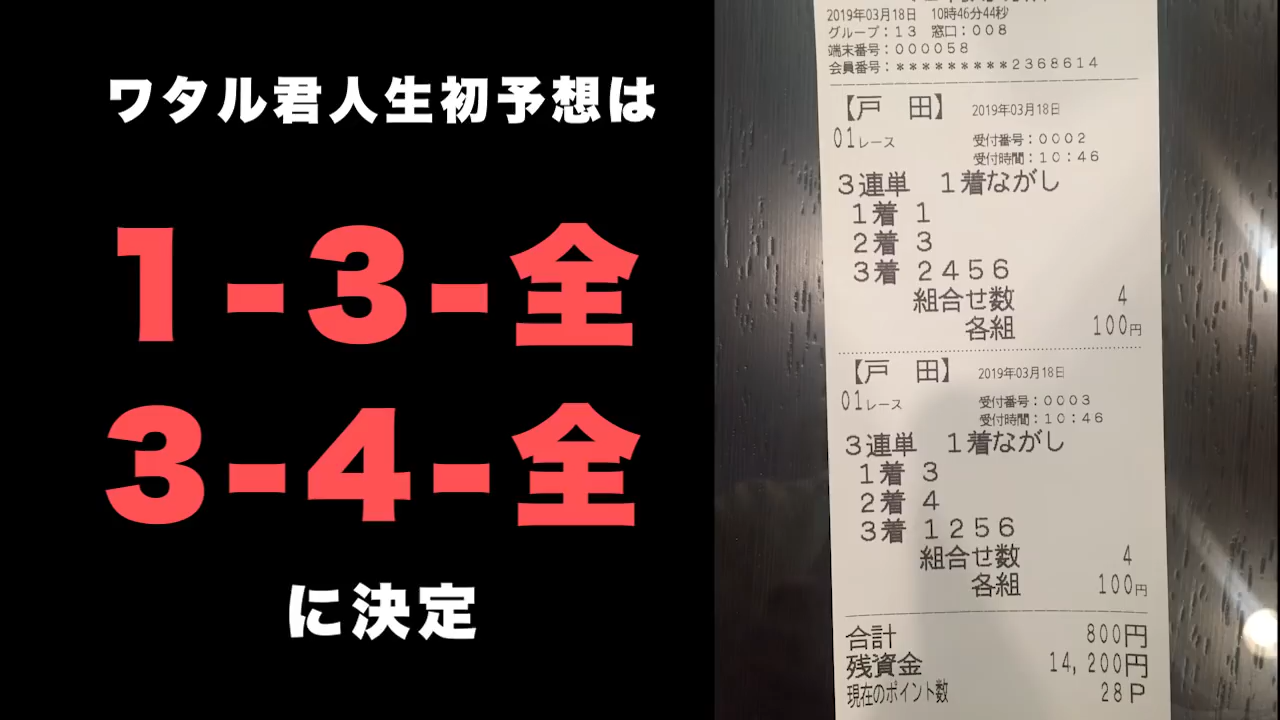 ワタル君人生初予想は
1-3-全
3-4-全
に決定
2019年03月18日 10時46分44秒
グループ：13 窓口：008
端末番号：000058
会員番号：*********2368614
【戸 田】 2019年03月18日
01レース 受付番号：0002
受付時間：10：46
3連単 1着ながし
1着 1
2着 3
3着 2456
組合せ数 4
各組 100円
【戸 田】 2019年03月18日
01レース 受付番号：0003
受付時間：10：46
3連単 1着ながし
1着 3
2着 4
3着 1256
組合せ数 4
各組 100円
合計 800円
残資金 14,200円
現在のポイント数 28P